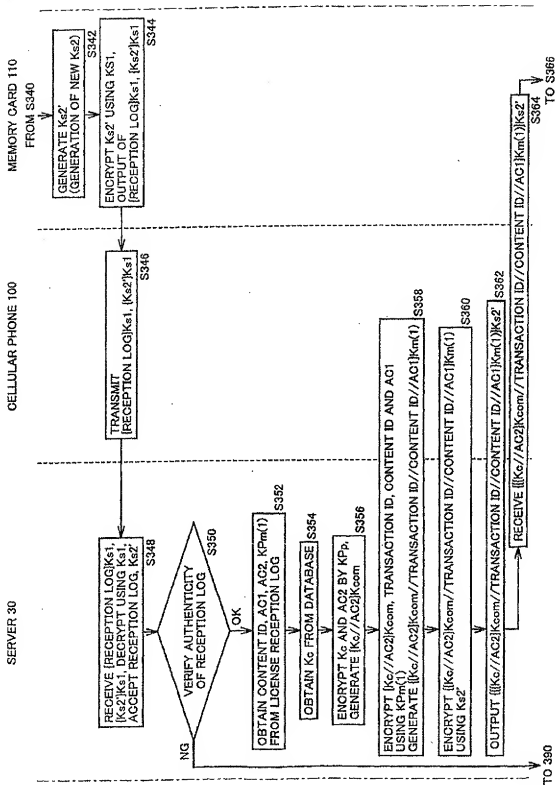 SERVER 30
CELLULAR PHONE 100
MEMORY CARD 110
FROM S340
GENERATE Ks2'
(GENERATION OF NEW Ks2)
S342
ENCRYPT Ks2' USING KS1,
OUTPUT OF
{RECEPTION LOG}Ks1, {Ks2'}Ks1
S344
TRANSMIT
{RECEPTION LOG}Ks1, {Ks2'}Ks1
S346
RECEIVE {RECEPTION LOG}Ks1,
{Ks2'}Ks1, DECRYPT USING Ks1,
ACCEPT RECEPTION LOG, Ks2'
S348
VERIFY AUTHENTICITY
OF RECEPTION LOG
S350
NG
OK
OBTAIN CONTENT ID, AC1, AC2, KPm(1)
FROM LICENSE RECEPTION LOG
S352
OBTAIN Kc FROM DATABASE
S354
ENCRYPT Kc AND AC2 BY KPp,
GENERATE {Kc//AC2}Kcom
S356
ENCRYPT {Kc//AC2}Kcom, TRANSACTION ID, CONTENT ID AND AC1
USING KPm(1)
GENERATE {{Kc//AC2}Kcom//TRANSACTION ID//CONTENT ID//AC1}Km(1)
S358
ENCRYPT {{Kc//AC2}Kcom//TRANSACTION ID//CONTENT ID//AC1}Km(1)
USING Ks2'
S360
OUTPUT {{{Kc//AC2}Kcom//TRANSACTION ID//CONTENT ID//AC1}Km(1)}Ks2'
S362
RECEIVE {{{Kc//AC2}Kcom//TRANSACTION ID//CONTENT ID//AC1}Km(1)}Ks2'
S364
TO 390
TO S366